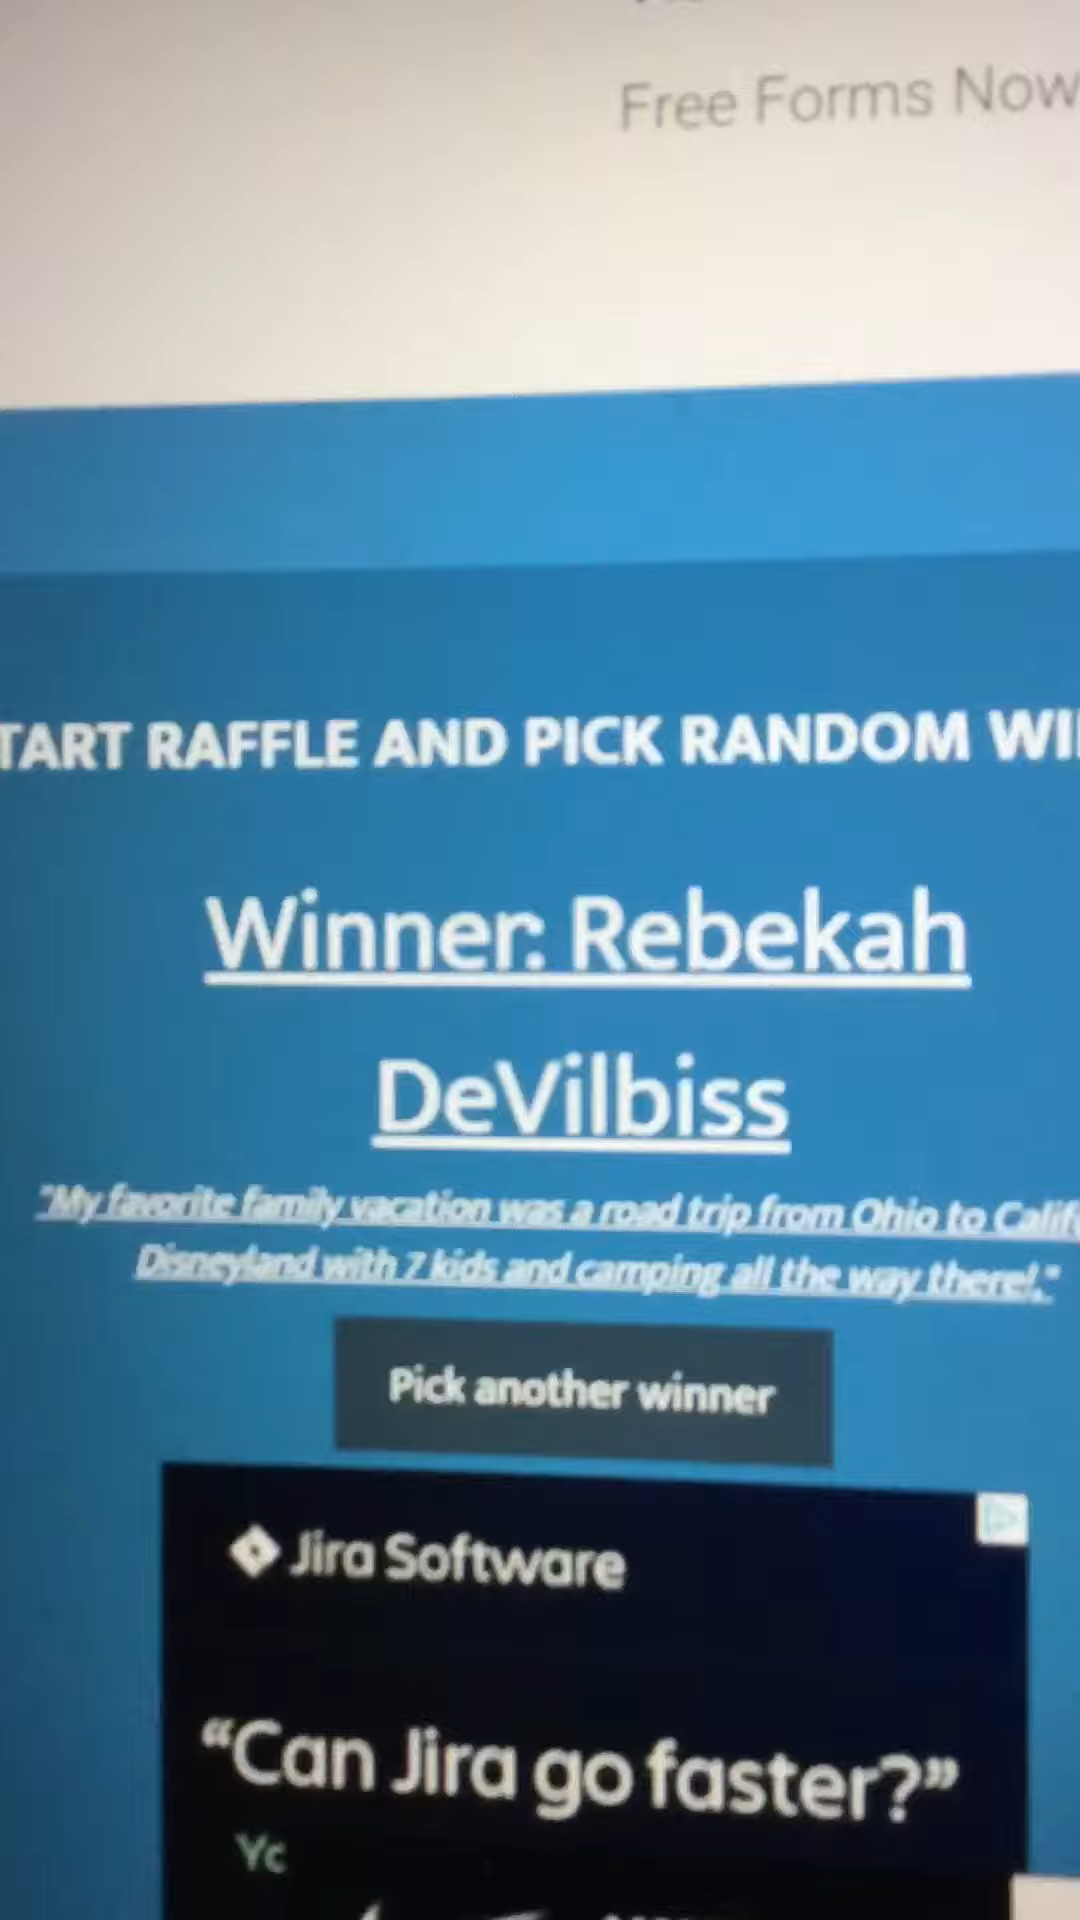 Free Forms Now
TART RAFFLE AND PICK RANDOM WI
Winner: Rebekah
DeVilbiss
"My favorite family vacation was a road trip from Ohio to Calif
Disneyland with 7 kids and camping all the way there!."
Pick another winner
Jira Software
“Can Jira go faster?”
Yc